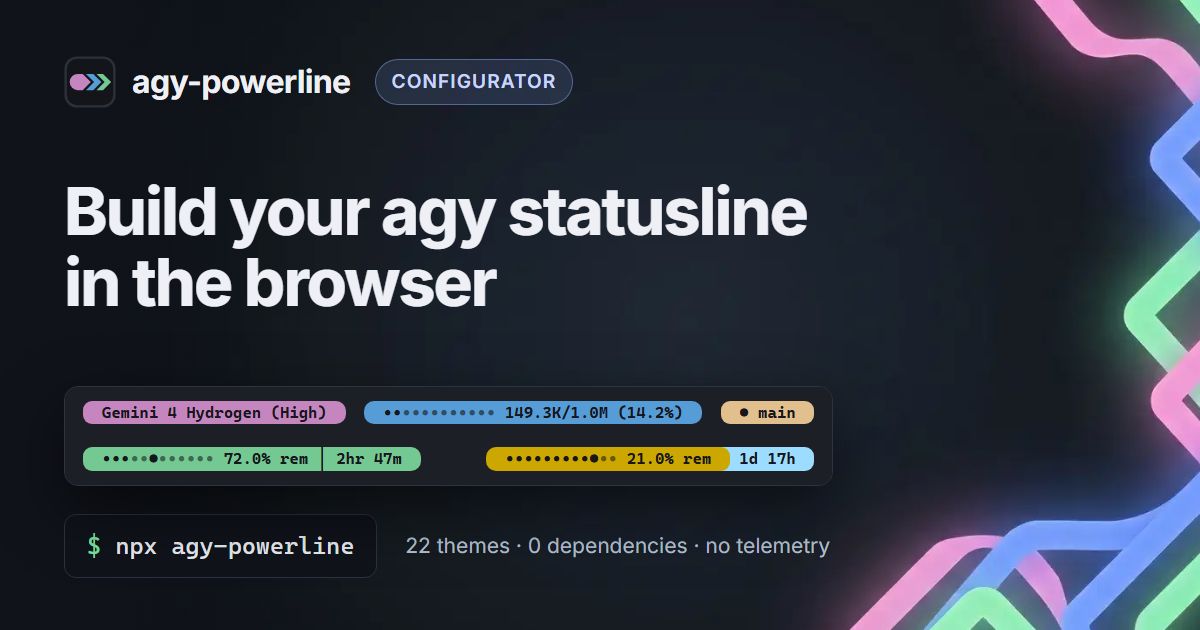 agy-powerline CONFIGURATOR
Build your agy statusline
in the browser
Gemini 4 Hydrogen (High) 149.3K/1.0M (14.2%) ● main
72.0% rem 2hr 47m 21.0% rem 1d 17h
$ npx agy-powerline 22 themes · 0 dependencies · no telemetry